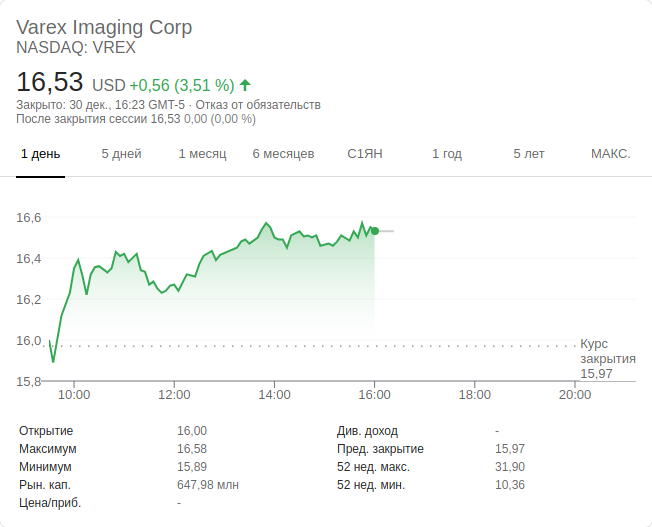 Varex Imaging Corp
NASDAQ: VREX
16,53 USD +0,56 (3,51 %)
Закрыто: 30 дек., 16:23 GMT-5 · Отказ от обязательств
После закрытия сессии 16,53 0,00 (0,00 %)
1 день 5 дней 1 месяц 6 месяцев С1ЯН 1 год 5 лет МАКС.
16,6
16,4
16,2
16,0
15,8
Курс
закрытия
15,97
10:00 12:00 14:00 16:00 18:00 20:00
Открытие 16,00 Див. доход -
Максимум 16,58 Пред. закрытие 15,97
Минимум 15,89 52 нед. макс. 31,90
Рын. кап. 647,98 млн 52 нед. мин. 10,36
Цена/приб. -